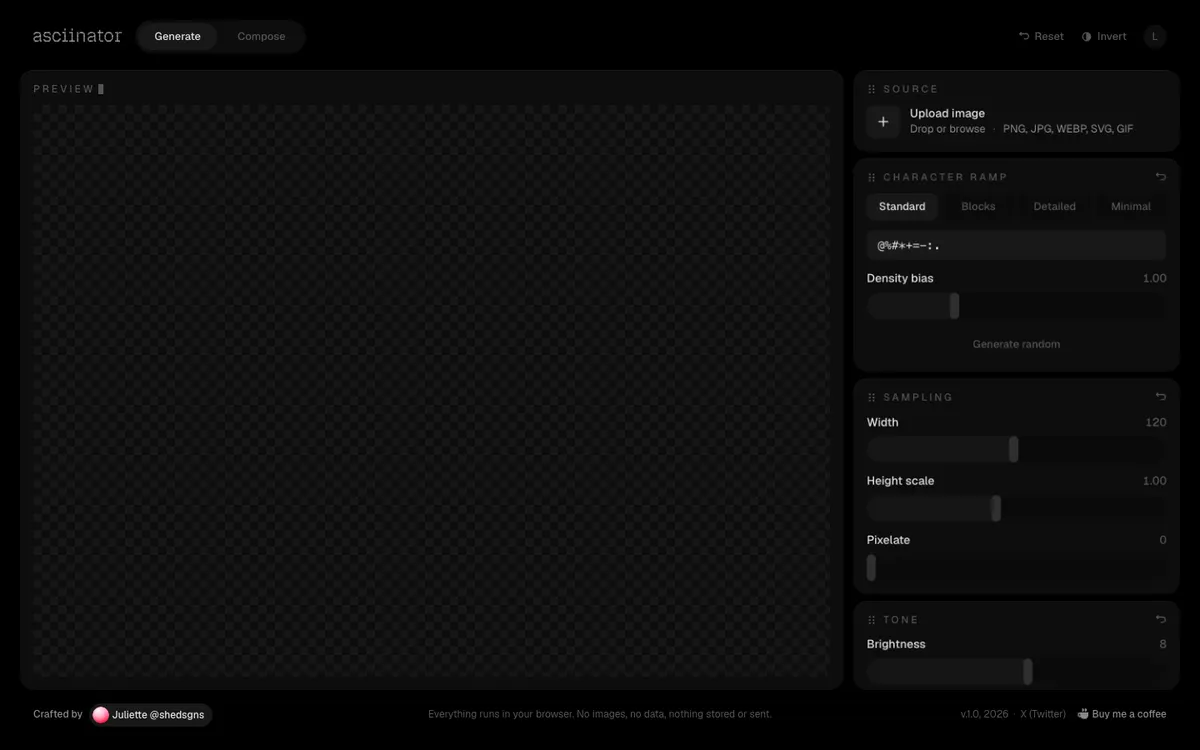 asciinator
Generate
Compose
Reset
Invert
L
PREVIEW
SOURCE
+
Upload image
Drop or browse · PNG, JPG, WEBP, SVG, GIF
CHARACTER RAMP
Standard
Blocks
Detailed
Minimal
@%#*+=-:.
Density bias 1.00
Generate random
SAMPLING
Width 120
Height scale 1.00
Pixelate 0
TONE
Brightness 8
Crafted by Juliette @shedsgns
Everything runs in your browser. No images, no data, nothing stored or sent.
v.1.0, 2026 · X (Twitter) Buy me a coffee